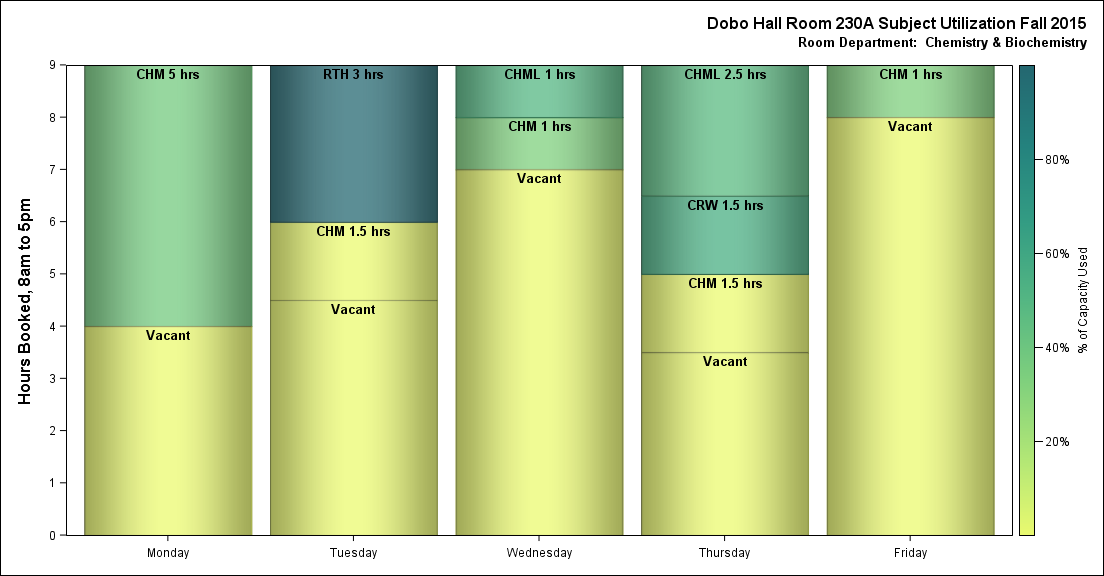 Dobo Hall Room 230A Subject Utilization Fall 2015
Room Department:  Chemistry & Biochemistry
Hours Booked, 8am to 5pm
9
8
7
6
5
4
3
2
1
0
CHM 5 hrs
Vacant
RTH 3 hrs
CHM 1.5 hrs
Vacant
CHML 1 hrs
CHM 1 hrs
Vacant
CHML 2.5 hrs
CRW 1.5 hrs
CHM 1.5 hrs
Vacant
CHM 1 hrs
Vacant
Monday
Tuesday
Wednesday
Thursday
Friday
80%
60%
40%
20%
% of Capacity Used